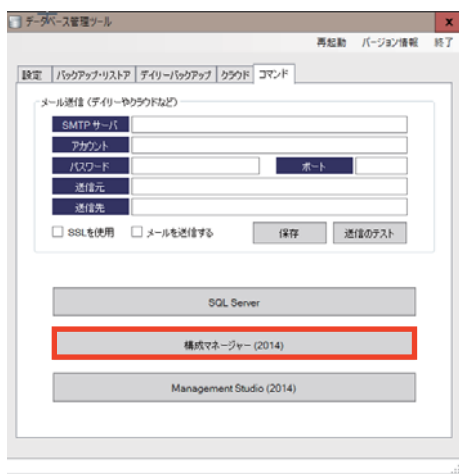 データベース管理ツール
再起動 バージョン情報 終了
設定 バックアップ・リストア デイリーバックアップ クラウド コマンド
メール送信 (デイリーやクラウドなど)
SMTP サーバ
アカウント
パスワード ポート
送信元
送信先
SSLを使用 メールを送信する 保存 送信のテスト
SQL Server
構成マネージャー (2014)
Management Studio (2014)